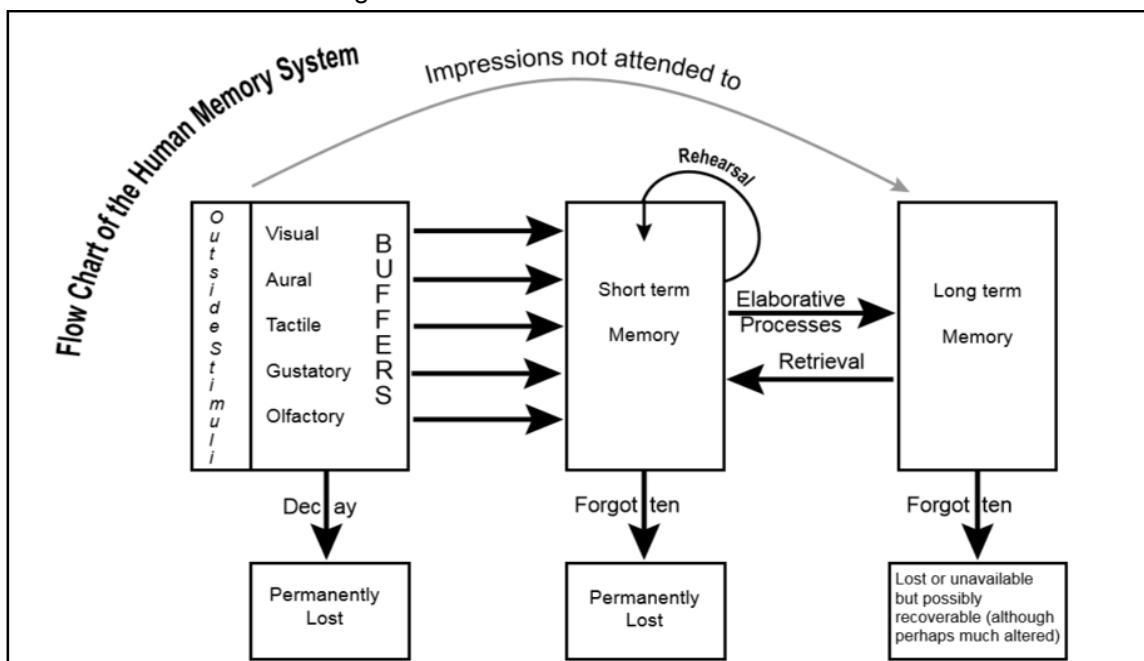 Flow Chart of the Human Memory System
Impressions not attended to
Rehearsal
Outside Stimuli
Visual
Aural
Tactile
Gustatory
Olfactory
BUFFERS
Short term
Memory
Elaborative
Processes
Retrieval
Long term
Memory
Decay
Forgotten
Forgotten
Permanently
Lost
Permanently
Lost
Lost or unavailable
but possibly
recoverable (although
perhaps much altered)